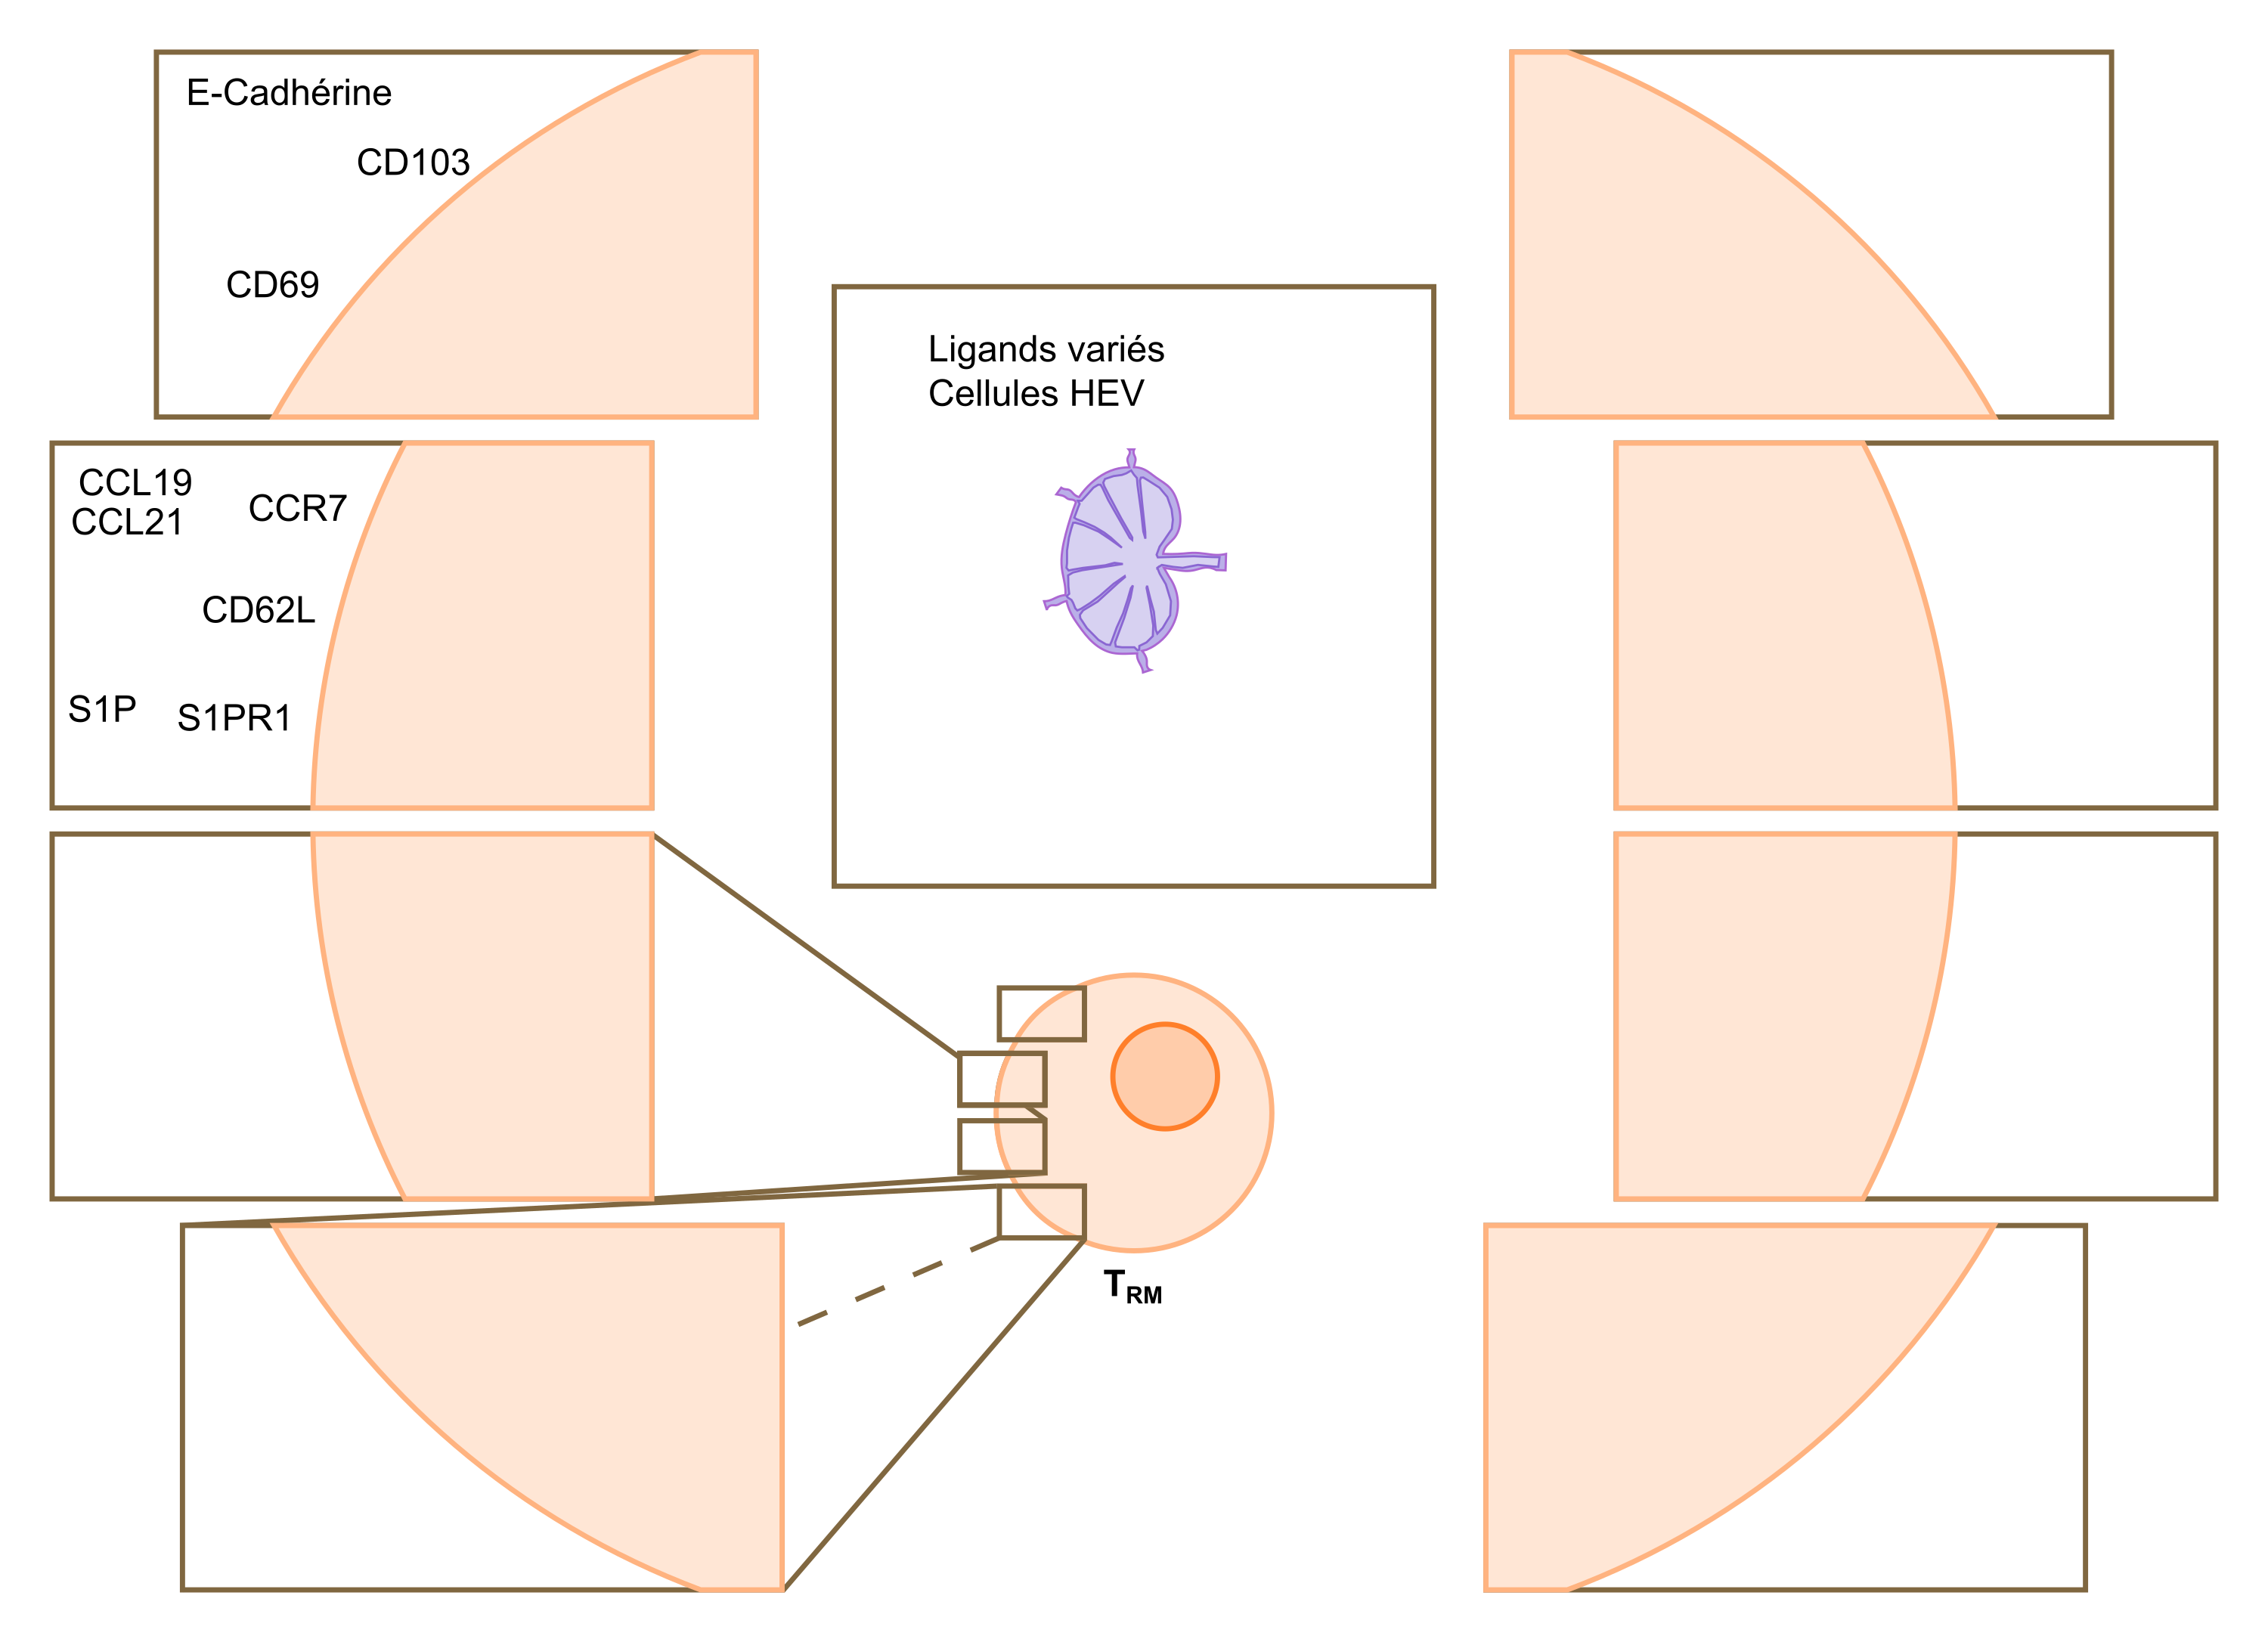 E-Cadhérine
CD103
CD69
Ligands variés
Cellules HEV
CCL19
CCL21
CCR7
CD62L
S1P
S1PR1
TRM